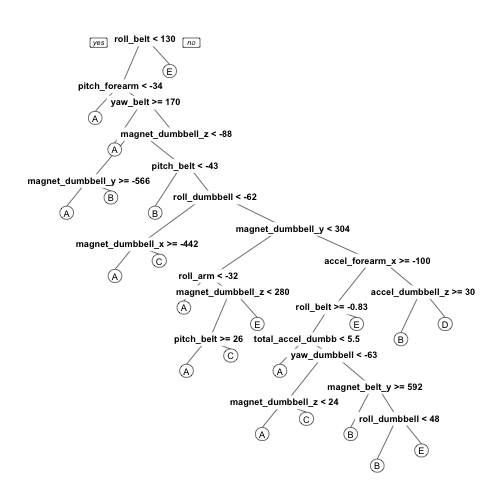 yes roll_belt < 130 no
E
pitch_forearm < -34
yaw_belt >= 170
A
magnet_dumbbell_z < -88
A
pitch_belt < -43
magnet_dumbbell_y >= -566
roll_dumbbell < -62
B
A
B
magnet_dumbbell_y < 304
magnet_dumbbell_x >= -442
accel_forearm_x >= -100
C
roll_arm < -32
A
magnet_dumbbell_z < 280
accel_dumbbell_z >= 30
A
roll_belt >= -0.83
E
E
D
pitch_belt >= 26
total_accel_dumbb < 5.5
B
C
yaw_dumbbell < -63
A
A
magnet_belt_y >= 592
magnet_dumbbell_z < 24
C
roll_dumbbell < 48
A
B
E
B